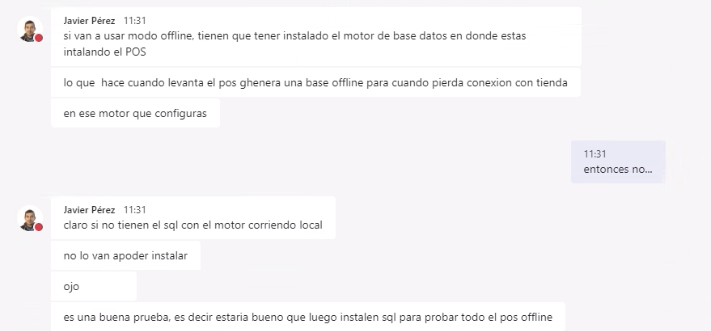 Javier Pérez 11:31
si van a usar modo offline, tienen que tener instalado el motor de base datos en donde estas
intalando el POS
lo que hace cuando levanta el pos ghenera una base offline para cuando pierda conexion con tienda
en ese motor que configuras
11:31
entonces no...
Javier Pérez 11:31
claro si no tienen el sql con el motor corriendo local
no lo van apoder instalar
ojo
es una buena prueba, es decir estaria bueno que luego instalen sql para probar todo el pos offline